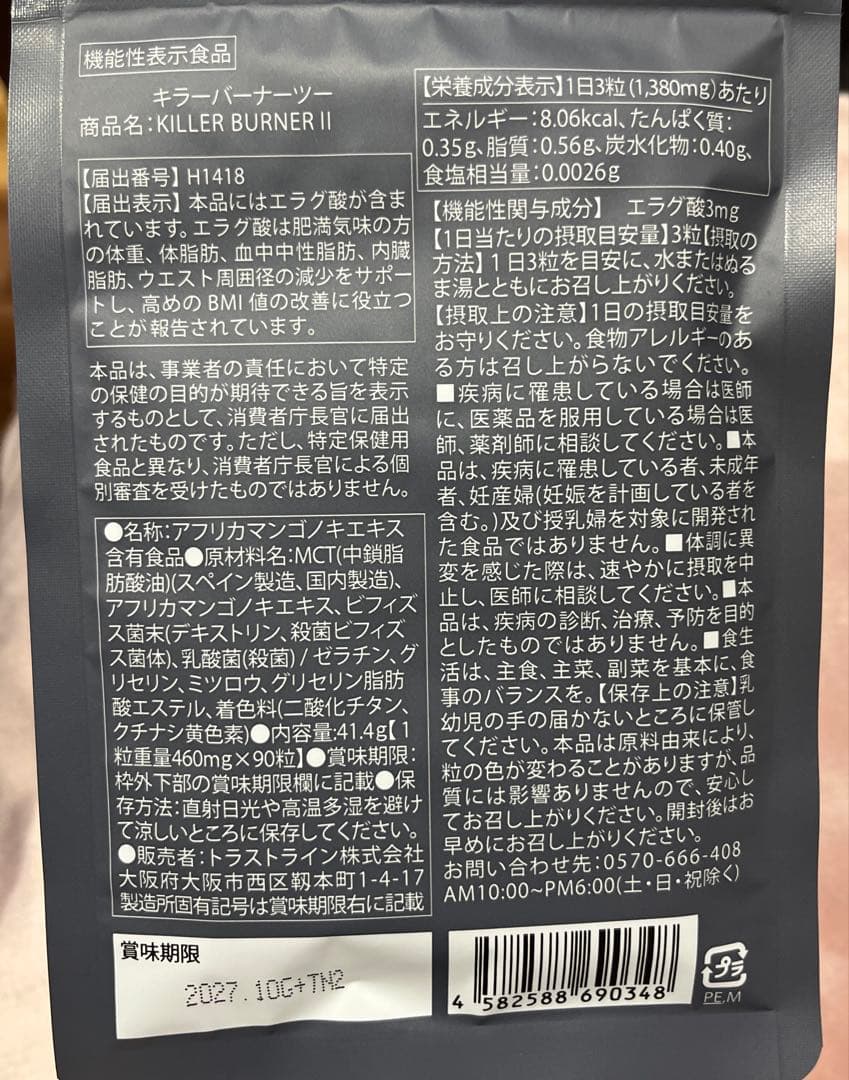 機能性表示食品
キラーバーナーツー
商品名:KILLER BURNER II
【届出番号】H1418
【届出表示】本品にはエラグ酸が含ま
れています。エラグ酸は肥満気味の方
の体重、体脂肪、血中中性脂肪、内臓
脂肪、ウエスト周囲径の減少をサポー
トし、高めの BMI 値の改善に役立つ
ことが報告されています。
本品は、事業者の責任において特定
の保健の目的が期待できる旨を表示
するものとして、消費者庁長官に届出
されたものです。ただし、特定保健用
食品と異なり、消費者庁長官による個
別審査を受けたものではありません。
●名称:アフリカマンゴノキエキス
含有食品●原材料名:MCT(中鎖脂
肪酸油)(スペイン製造、国内製造)、
アフリカマンゴノキエキス、ビフィズ
ス菌末(デキストリン、殺菌ビフィズ
ス菌体)、乳酸菌(殺菌) / ゼラチン、グ
リセリン、ミツロウ、グリセリン脂肪
酸エステル、着色料(二酸化チタン、
クチナシ黄色素)●内容量:41.4g【1
粒重量460mg×90粒】●賞味期限:
枠外下部の賞味期限欄に記載●保
存方法:直射日光や高温多湿を避け
て涼しいところに保存してください。
●販売者:トラストライン株式会社
大阪府大阪市西区靱本町1-4-17
製造所固有記号は賞味期限右に記載
【栄養成分表示】1日3粒(1,380mg)あたり
エネルギー:8.06kcal、たんぱく質:
0.35g、脂質:0.56g、炭水化物:0.40g、
食塩相当量:0.0026g
【機能性関与成分】 エラグ酸3mg
【1日当たりの摂取目安量】3粒【摂取の
方法】1日3粒を目安に、水またはぬる
ま湯とともにお召し上がりください。
【摂取上の注意】1日の摂取目安量を
お守りください。食物アレルギーのあ
る方は召し上がらないでください。
■疾病に罹患している場合は医師
に、医薬品を服用している場合は医
師、薬剤師に相談してください。■本
品は、疾病に罹患している者、未成年
者、妊産婦(妊娠を計画している者を
含む。)及び授乳婦を対象に開発され
た食品ではありません。■体調に異
変を感じた際は、速やかに摂取を中
止し、医師に相談してください。■本
品は、疾病の診断、治療、予防を目的
としたものではありません。■食生
活は、主食、主菜、副菜を基本に、食
事のバランスを。【保存上の注意】乳
幼児の手の届かないところに保管し
てください。本品は原料由来により、
粒の色が変わることがありますが、品
質には影響ありませんので、安心し
てお召し上がりください。開封後はお
早めにお召し上がりください。
お問い合わせ先:0570-666-408
AM10:00~PM6:00(土・日・祝除く)
賞味期限
2027.10G+TN2
4 582588 690348
プラ
PE,M